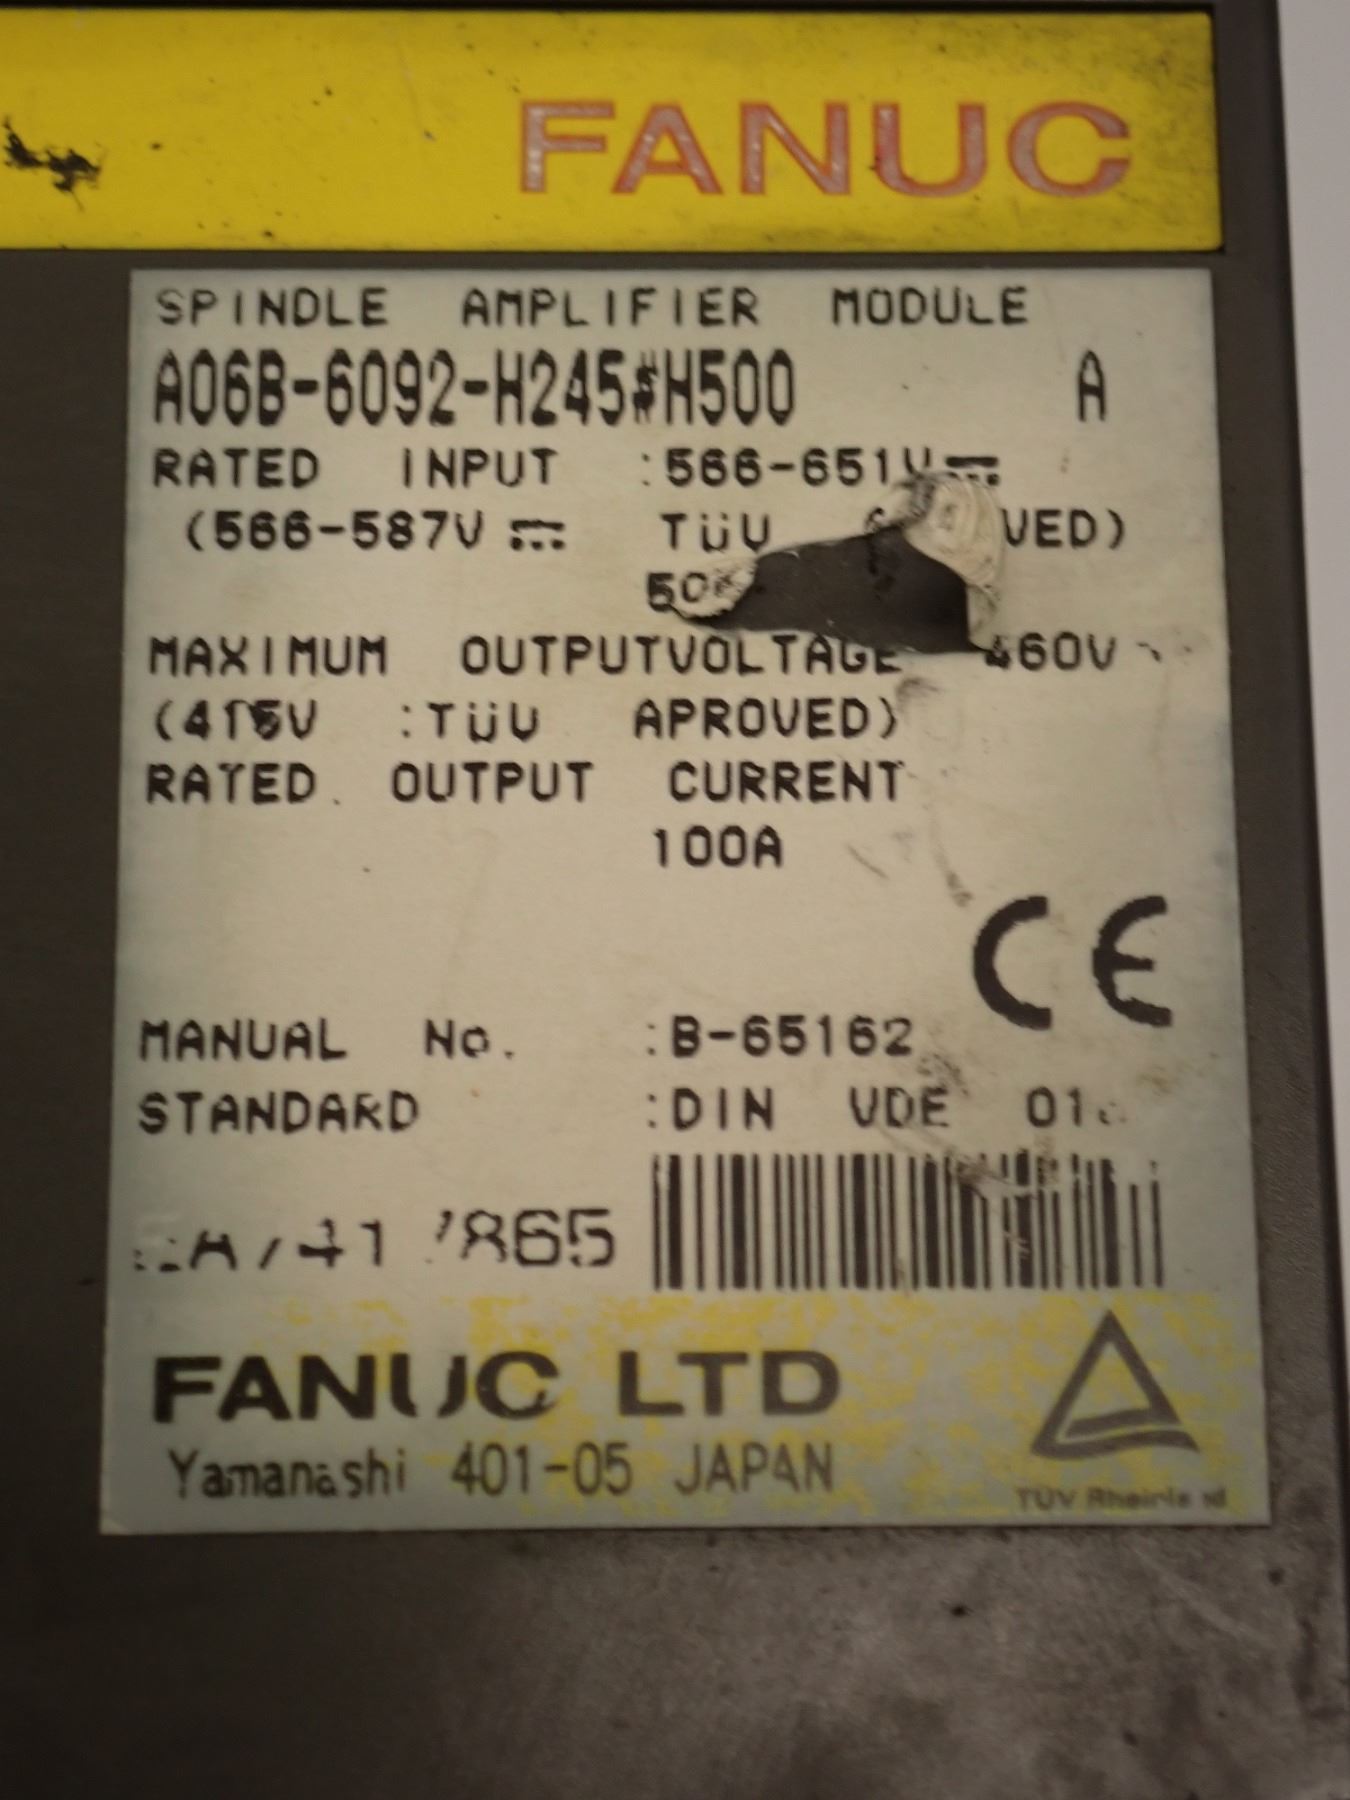 FANUC
SPINDLE AMPLIFIER MODULE
A06B-6092-H245#H500 A
RATED INPUT :566-651V
(566-587V TÜV
MAXIMUM OUTPUTVOLTAGE 460V
(415V :TÜV APROVED)
RATED OUTPUT CURRENT
100A
CE
MANUAL No. :B-65162
STANDARD :DIN VDE
FANUC LTD
Yamanashi 401-05 JAPAN
TÜV Rheinland